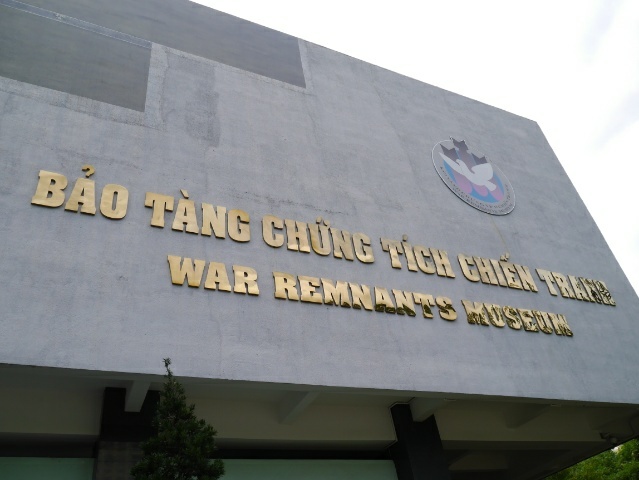 BẢO TÀNG CHỨNG TÍCH CHIẾN TRANH
WAR REMNANTS MUSEUM